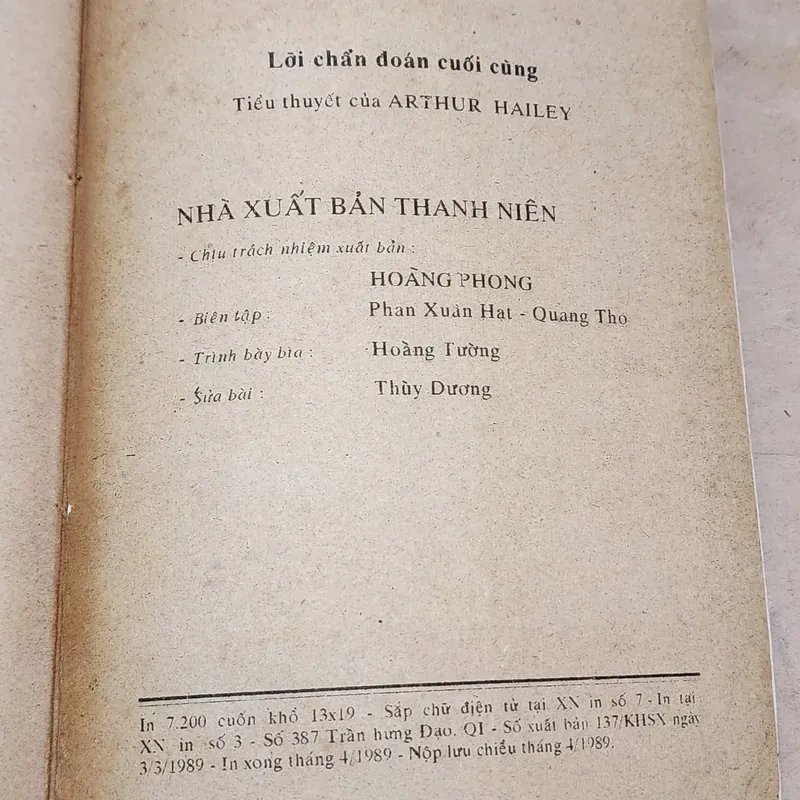 Lời chẩn đoán cuối cùng
Tiểu thuyết của ARTHUR HAILEY
NHÀ XUẤT BẢN THANH NIÊN
- Chịu trách nhiệm xuất bản :
HOÀNG PHONG
- Biên tập : Phan Xuân Hạt - Quang Thọ
- Trình bày bìa : Hoàng Tường
- Sửa bài : Thùy Dương
In 7.200 cuốn khổ 13x19 - Sắp chữ điện tử tại XN in số 7 - In tại
XN in số 3 - Số 387 Trần hưng Đạo. Q1 - Số xuất bản 137/KHSX ngày
3/3/1989 - In xong tháng 4/1989 - Nộp lưu chiểu tháng 4/1989.